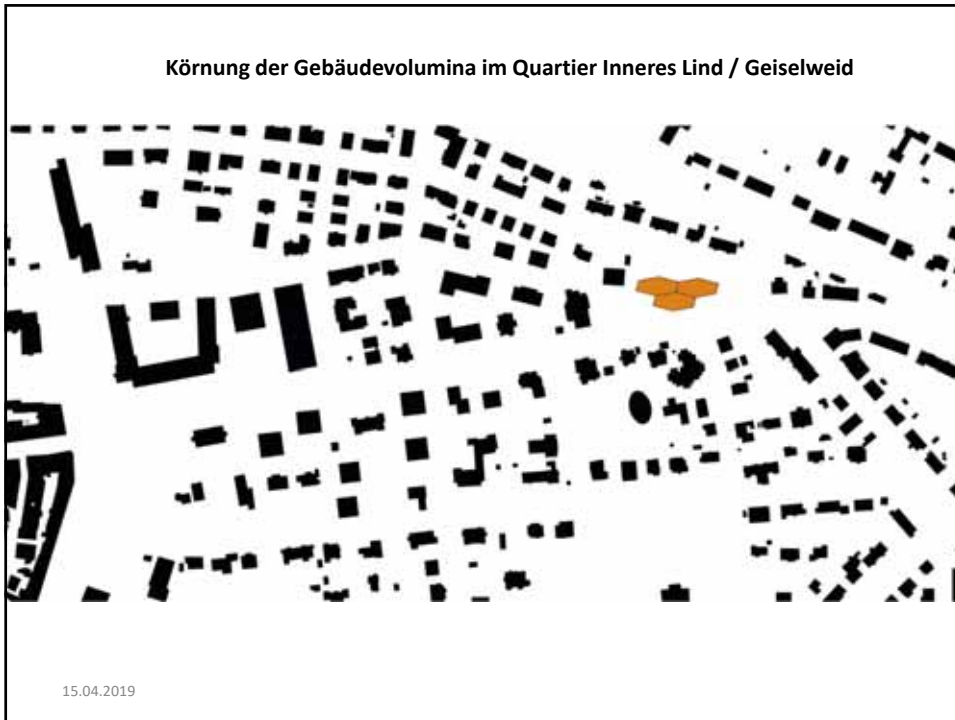 Körnung der Gebäudevolumina im Quartier Inneres Lind / Geiselweid
15.04.2019